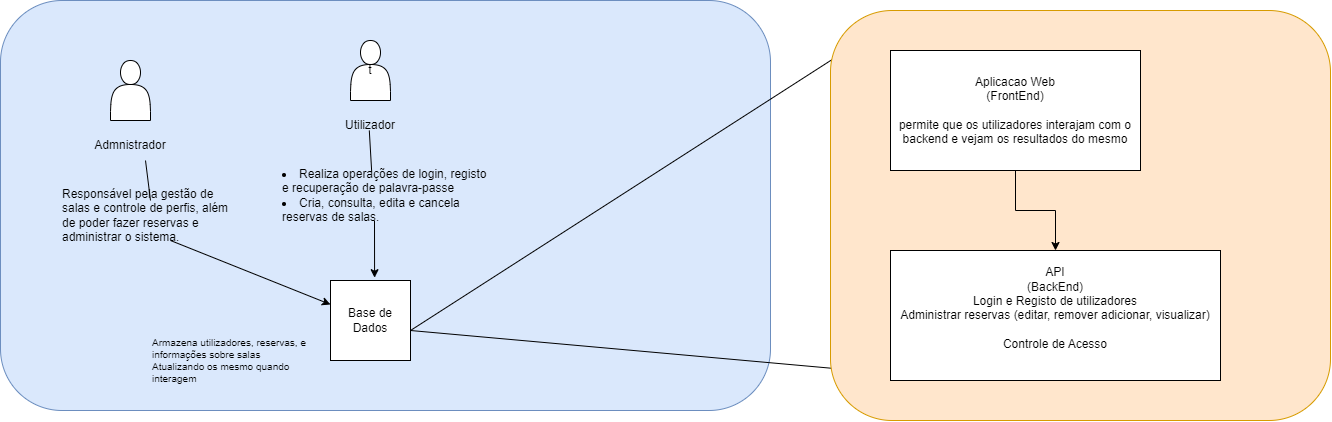 t
Utilizador
Admnistrador
• Realiza operações de login, registo
e recuperação de palavra-passe
• Cria, consulta, edita e cancela
reservas de salas.
Responsável pela gestão de
salas e controle de perfis, além
de poder fazer reservas e
administrar o sistema.
Base de
Dados
Armazena utilizadores, reservas, e
informações sobre salas
Atualizando os mesmo quando
interagem
Aplicacao Web
(FrontEnd)
permite que os utilizadores interajam com o
backend e vejam os resultados do mesmo
API
(BackEnd)
Login e Registo de utilizadores
Administrar reservas (editar, remover adicionar, visualizar)
Controle de Acesso